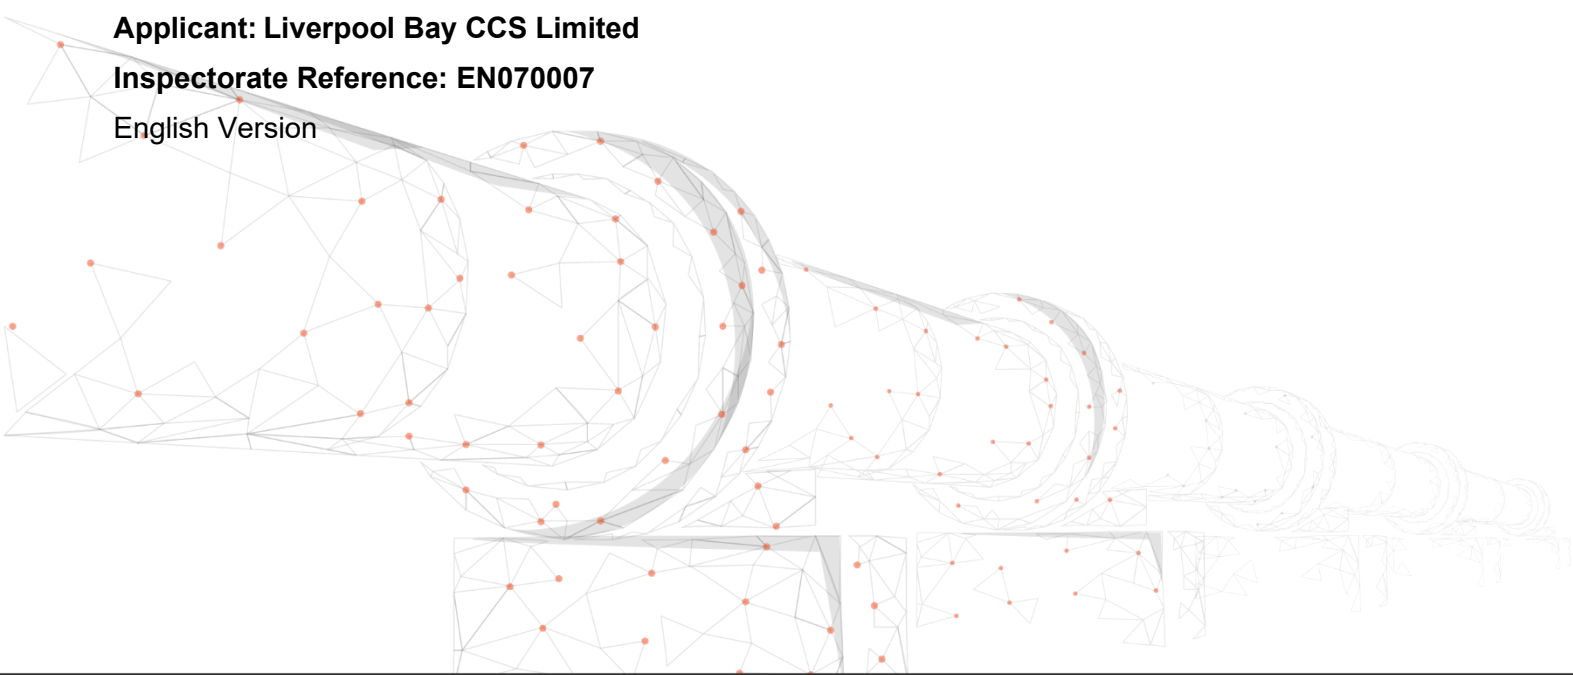 Applicant: Liverpool Bay CCS Limited
Inspectorate Reference: EN070007
English Version